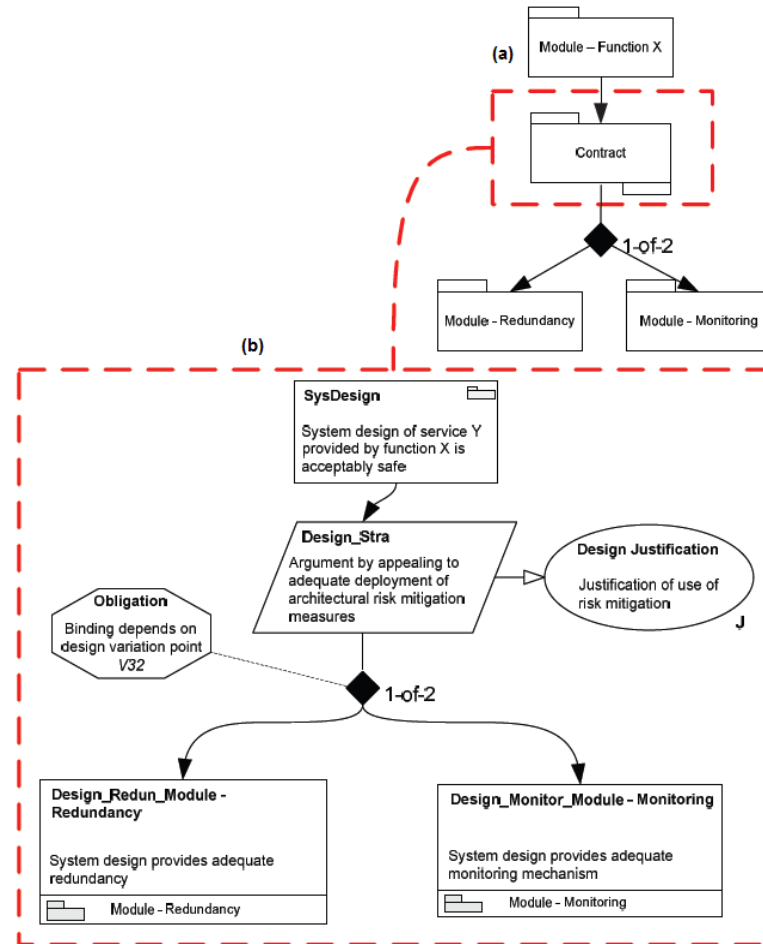 (a)
Module – Function X
Contract
1-of-2
Module - Redundancy
Module - Monitoring
(b)
SysDesign
System design of service Y
provided by function X is
acceptably safe
Design_Stra
Argument by appealing to
adequate deployment of
architectural risk mitigation
measures
Design Justification
Justification of use of
risk mitigation
J
Obligation
Binding depends on
design variation point
V32
1-of-2
Design_Redun_Module -
Redundancy
System design provides adequate
redundancy
Module - Redundancy
Design_Monitor_Module - Monitoring
System design provides adequate
monitoring mechanism
Module - Monitoring